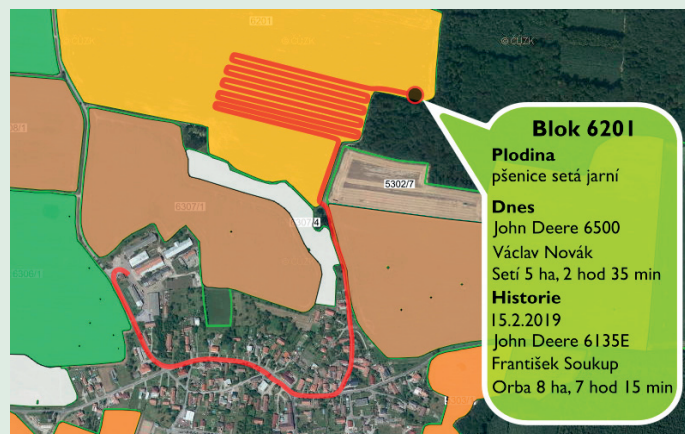 6201
© ČÚZK
© ČÚZK
5302/7
6307/1
Blok 6201
Plodina
pšenice setá jarní
Dnes
John Deere 6500
Václav Novák
Setí 5 ha, 2 hod 35 min
Historie
15.2.2019
John Deere 6135E
František Soukup
Orba 8 ha, 7 hod 15 min